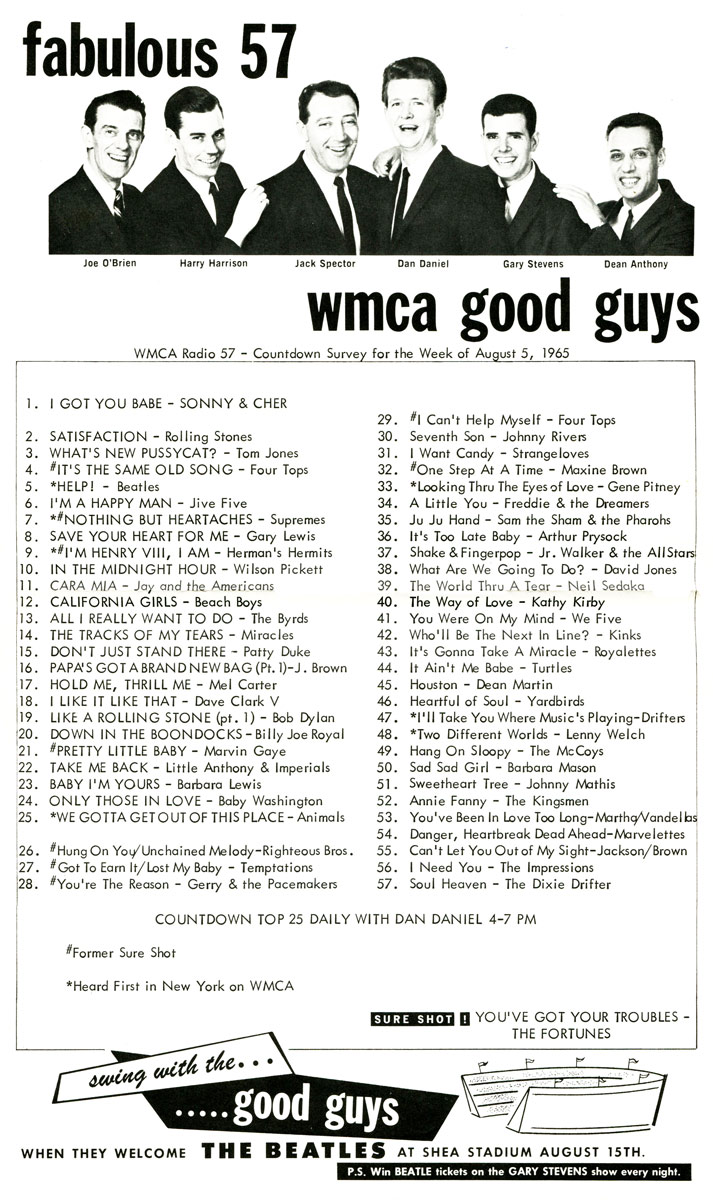 fabulous 57
Joe O'Brien
Harry Harrison
Jack Spector
Dan Daniel
Gary Stevens
Dean Anthony
wmca good guys
WMCA Radio 57 – Countdown Survey for the Week of August 5, 1965
1. I GOT YOU BABE – SONNY & CHER
2. SATISFACTION – Rolling Stones
3. WHAT'S NEW PUSSYCAT? – Tom Jones
4. #IT'S THE SAME OLD SONG – Four Tops
5. *HELP! – Beatles
6. I'M A HAPPY MAN – Jive Five
7. *#NOTHING BUT HEARTACHES – Supremes
8. SAVE YOUR HEART FOR ME – Gary Lewis
9. *#I'M HENRY VIII, I AM – Herman's Hermits
10. IN THE MIDNIGHT HOUR – Wilson Pickett
11. CARA MIA – Jay and the Americans
12. CALIFORNIA GIRLS – Beach Boys
13. ALL I REALLY WANT TO DO – The Byrds
14. THE TRACKS OF MY TEARS – Miracles
15. DON'T JUST STAND THERE – Patty Duke
16. PAPA'S GOT A BRAND NEW BAG (Pt. 1)–J. Brown
17. HOLD ME, THRILL ME – Mel Carter
18. I LIKE IT LIKE THAT – Dave Clark V
19. LIKE A ROLLING STONE (pt. 1) – Bob Dylan
20. DOWN IN THE BOONDOCKS – Billy Joe Royal
21. #PRETTY LITTLE BABY – Marvin Gaye
22. TAKE ME BACK – Little Anthony & Imperials
23. BABY I'M YOURS – Barbara Lewis
24. ONLY THOSE IN LOVE – Baby Washington
25. *WE GOTTA GET OUT OF THIS PLACE – Animals
26. #Hung On You/Unchained Melody–Righteous Bros.
27. #Got To Earn It/Lost My Baby – Temptations
28. #You're The Reason – Gerry & the Pacemakers
29. #I Can't Help Myself – Four Tops
30. Seventh Son – Johnny Rivers
31. I Want Candy – Strangeloves
32. #One Step At A Time – Maxine Brown
33. *Looking Thru The Eyes of Love – Gene Pitney
34. A Little You – Freddie & the Dreamers
35. Ju Ju Hand – Sam the Sham & the Pharohs
36. It's Too Late Baby – Arthur Prysock
37. Shake & Fingerpop – Jr. Walker & the All Stars
38. What Are We Going To Do? – David Jones
39. The World Thru A Tear – Neil Sedaka
40. The Way of Love – Kathy Kirby
41. You Were On My Mind – We Five
42. Who'll Be The Next In Line? – Kinks
43. It's Gonna Take A Miracle – Royalettes
44. It Ain't Me Babe – Turtles
45. Houston – Dean Martin
46. Heartful of Soul – Yardbirds
47. *I'll Take You Where Music's Playing–Drifters
48. *Two Different Worlds – Lenny Welch
49. Hang On Sloopy – The McCoys
50. Sad Sad Girl – Barbara Mason
51. Sweetheart Tree – Johnny Mathis
52. Annie Fanny – The Kingsmen
53. You've Been In Love Too Long–Martha/Vandellas
54. Danger, Heartbreak Dead Ahead–Marvelettes
55. Can't Let You Out of My Sight–Jackson/Brown
56. I Need You – The Impressions
57. Soul Heaven – The Dixie Drifter
COUNTDOWN TOP 25 DAILY WITH DAN DANIEL 4–7 PM
#Former Sure Shot
*Heard First in New York on WMCA
SURE SHOT ! YOU'VE GOT YOUR TROUBLES –
THE FORTUNES
swing with the...
.....good guys
WHEN THEY WELCOME THE BEATLES AT SHEA STADIUM AUGUST 15TH.
P.S. Win BEATLE tickets on the GARY STEVENS show every night.